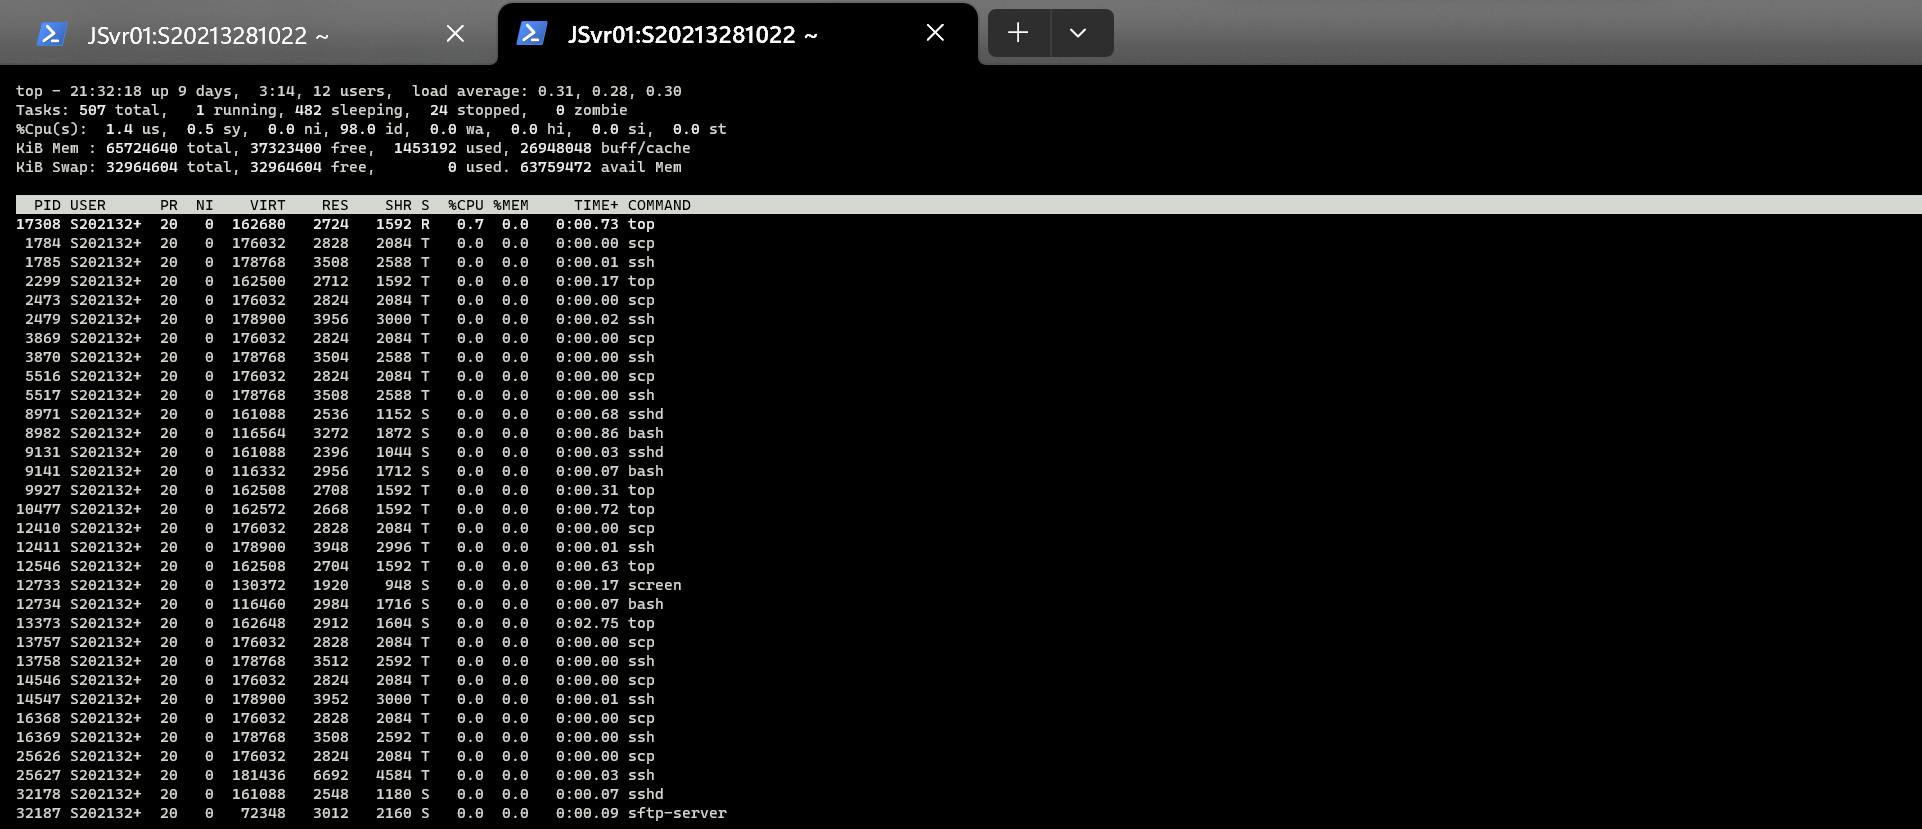 JSvr01:S20213281022 ~
JSvr01:S20213281022 ~
top - 21:32:18 up 9 days,  3:14, 12 users,  load average: 0.31, 0.28, 0.30
Tasks: 507 total,   1 running, 482 sleeping,  24 stopped,   0 zombie
%Cpu(s):  1.4 us,  0.5 sy,  0.0 ni, 98.0 id,  0.0 wa,  0.0 hi,  0.0 si,  0.0 st
KiB Mem : 65724640 total, 37323400 free,  1453192 used, 26948048 buff/cache
KiB Swap: 32964604 total, 32964604 free,        0 used. 63759472 avail Mem
  PID USER      PR  NI    VIRT    RES    SHR S  %CPU %MEM     TIME+ COMMAND
17308 S202132+  20   0  162680   2724   1592 R   0.7  0.0   0:00.73 top
 1784 S202132+  20   0  176032   2828   2084 T   0.0  0.0   0:00.00 scp
 1785 S202132+  20   0  178768   3508   2588 T   0.0  0.0   0:00.01 ssh
 2299 S202132+  20   0  162500   2712   1592 T   0.0  0.0   0:00.17 top
 2473 S202132+  20   0  176032   2824   2084 T   0.0  0.0   0:00.00 scp
 2479 S202132+  20   0  178900   3956   3000 T   0.0  0.0   0:00.02 ssh
 3869 S202132+  20   0  176032   2824   2084 T   0.0  0.0   0:00.00 scp
 3870 S202132+  20   0  178768   3504   2588 T   0.0  0.0   0:00.00 ssh
 5516 S202132+  20   0  176032   2824   2084 T   0.0  0.0   0:00.00 scp
 5517 S202132+  20   0  178768   3508   2588 T   0.0  0.0   0:00.00 ssh
 8971 S202132+  20   0  161088   2536   1152 S   0.0  0.0   0:00.68 sshd
 8982 S202132+  20   0  116564   3272   1872 S   0.0  0.0   0:00.86 bash
 9131 S202132+  20   0  161088   2396   1044 S   0.0  0.0   0:00.03 sshd
 9141 S202132+  20   0  116332   2956   1712 S   0.0  0.0   0:00.07 bash
 9927 S202132+  20   0  162508   2708   1592 T   0.0  0.0   0:00.31 top
10477 S202132+  20   0  162572   2668   1592 T   0.0  0.0   0:00.72 top
12410 S202132+  20   0  176032   2828   2084 T   0.0  0.0   0:00.00 scp
12411 S202132+  20   0  178900   3948   2996 T   0.0  0.0   0:00.01 ssh
12546 S202132+  20   0  162508   2704   1592 T   0.0  0.0   0:00.63 top
12733 S202132+  20   0  130372   1920    948 S   0.0  0.0   0:00.17 screen
12734 S202132+  20   0  116460   2984   1716 S   0.0  0.0   0:00.07 bash
13373 S202132+  20   0  162648   2912   1604 S   0.0  0.0   0:02.75 top
13757 S202132+  20   0  176032   2828   2084 T   0.0  0.0   0:00.00 scp
13758 S202132+  20   0  178768   3512   2592 T   0.0  0.0   0:00.00 ssh
14546 S202132+  20   0  176032   2824   2084 T   0.0  0.0   0:00.00 scp
14547 S202132+  20   0  178900   3952   3000 T   0.0  0.0   0:00.01 ssh
16368 S202132+  20   0  176032   2828   2084 T   0.0  0.0   0:00.00 scp
16369 S202132+  20   0  178768   3508   2592 T   0.0  0.0   0:00.00 ssh
25626 S202132+  20   0  176032   2824   2084 T   0.0  0.0   0:00.00 scp
25627 S202132+  20   0  181436   6692   4584 T   0.0  0.0   0:00.03 ssh
32178 S202132+  20   0  161088   2548   1180 S   0.0  0.0   0:00.07 sshd
32187 S202132+  20   0   72348   3012   2160 S   0.0  0.0   0:00.09 sftp-server